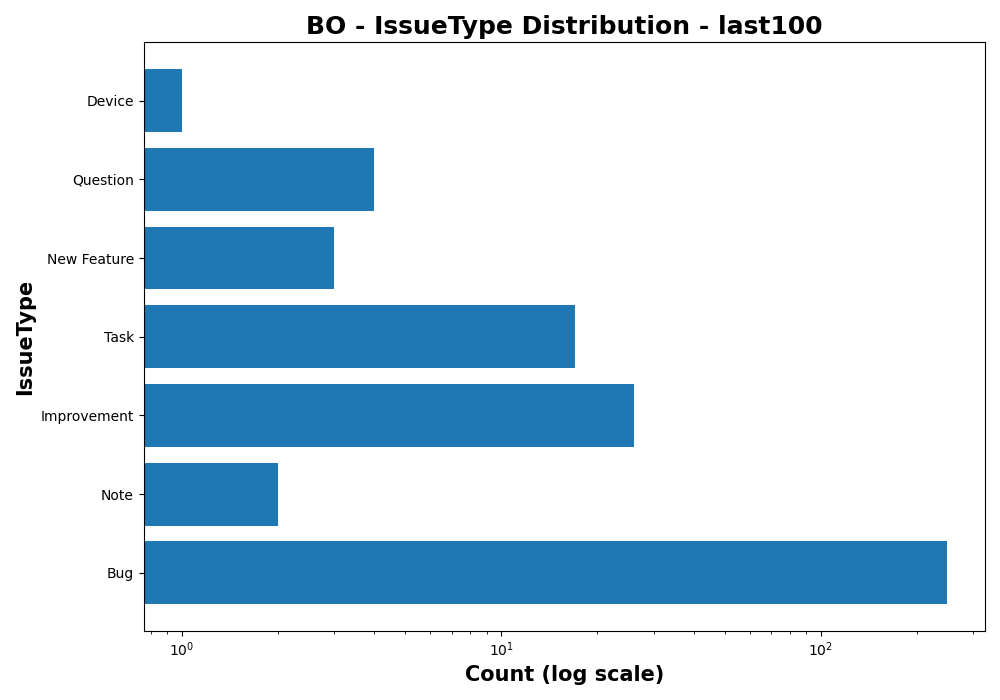 BO - IssueType Distribution - last100
Device
Question
New Feature
Task
Improvement
Note
Bug
IssueType
10⁰ 10¹ 10²
Count (log scale)